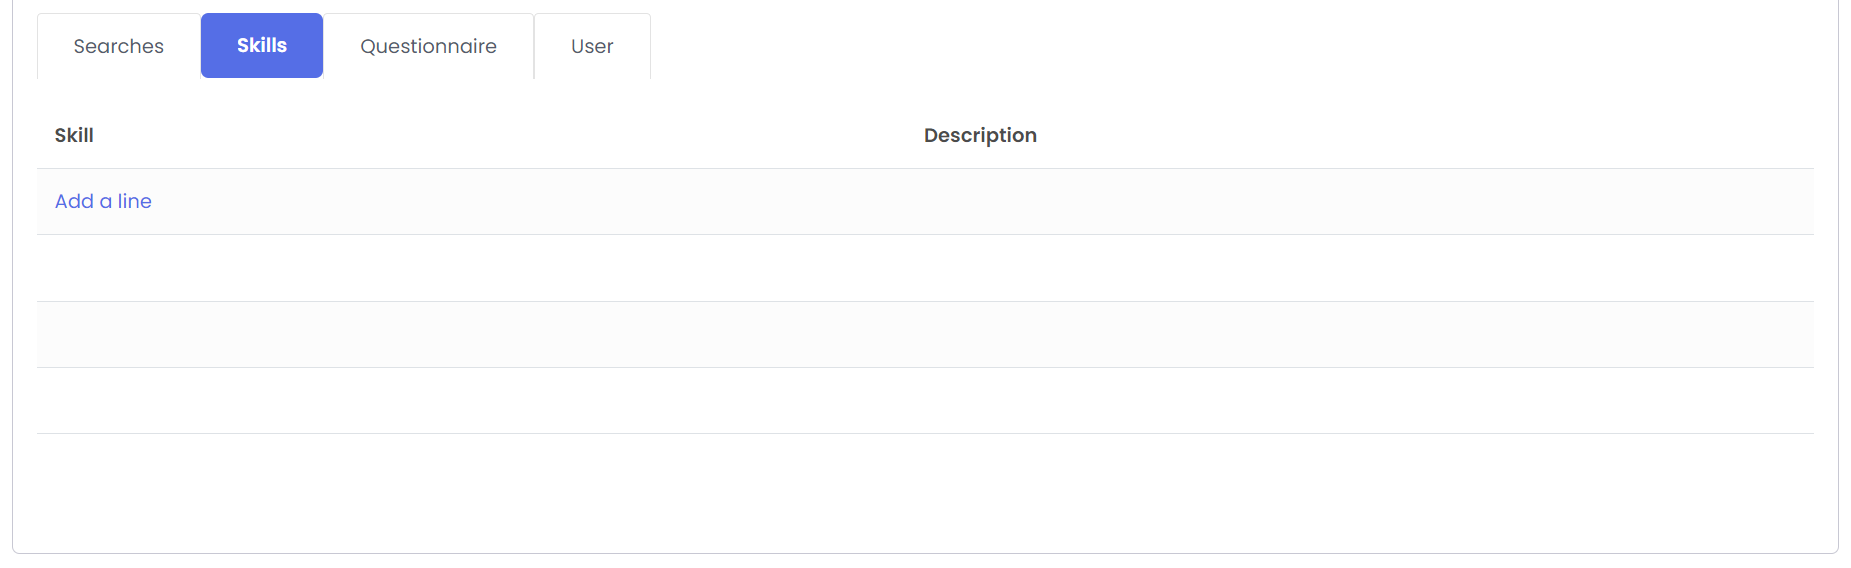 Searches Skills Questionnaire User
Skill Description
Add a line